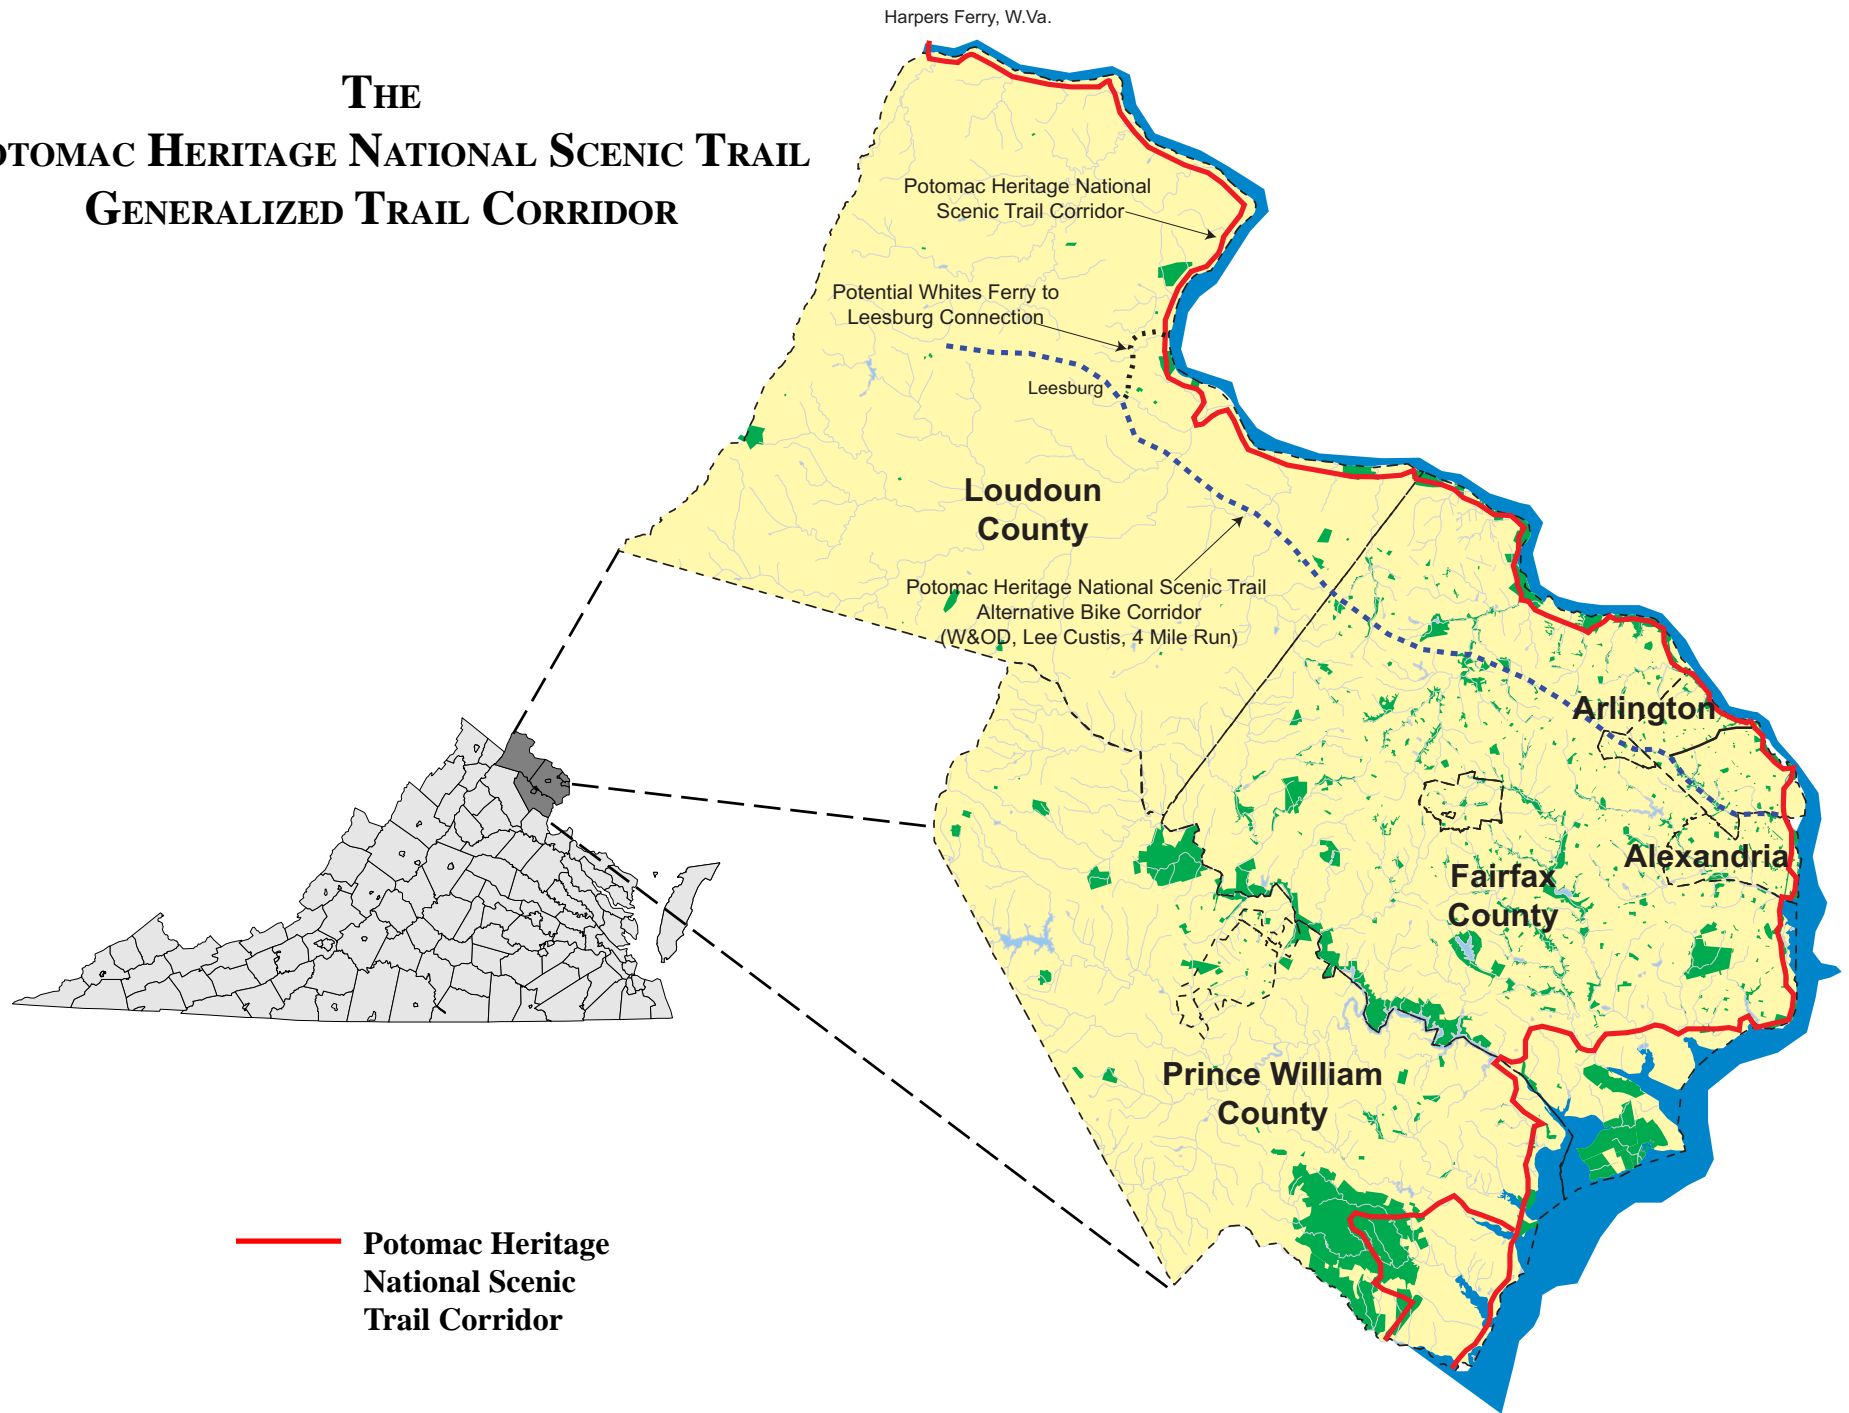 Harpers Ferry, W.Va.
THE
OTOMAC HERITAGE NATIONAL SCENIC TRAIL
GENERALIZED TRAIL CORRIDOR
Potomac Heritage National
Scenic Trail Corridor
Potential Whites Ferry to
Leesburg Connection
Leesburg
Loudoun
County
Potomac Heritage National Scenic Trail
Alternative Bike Corridor
(W&OD, Lee Custis, 4 Mile Run)
Arlington
Alexandria
Fairfax
County
Prince William
County
Potomac Heritage
National Scenic
Trail Corridor